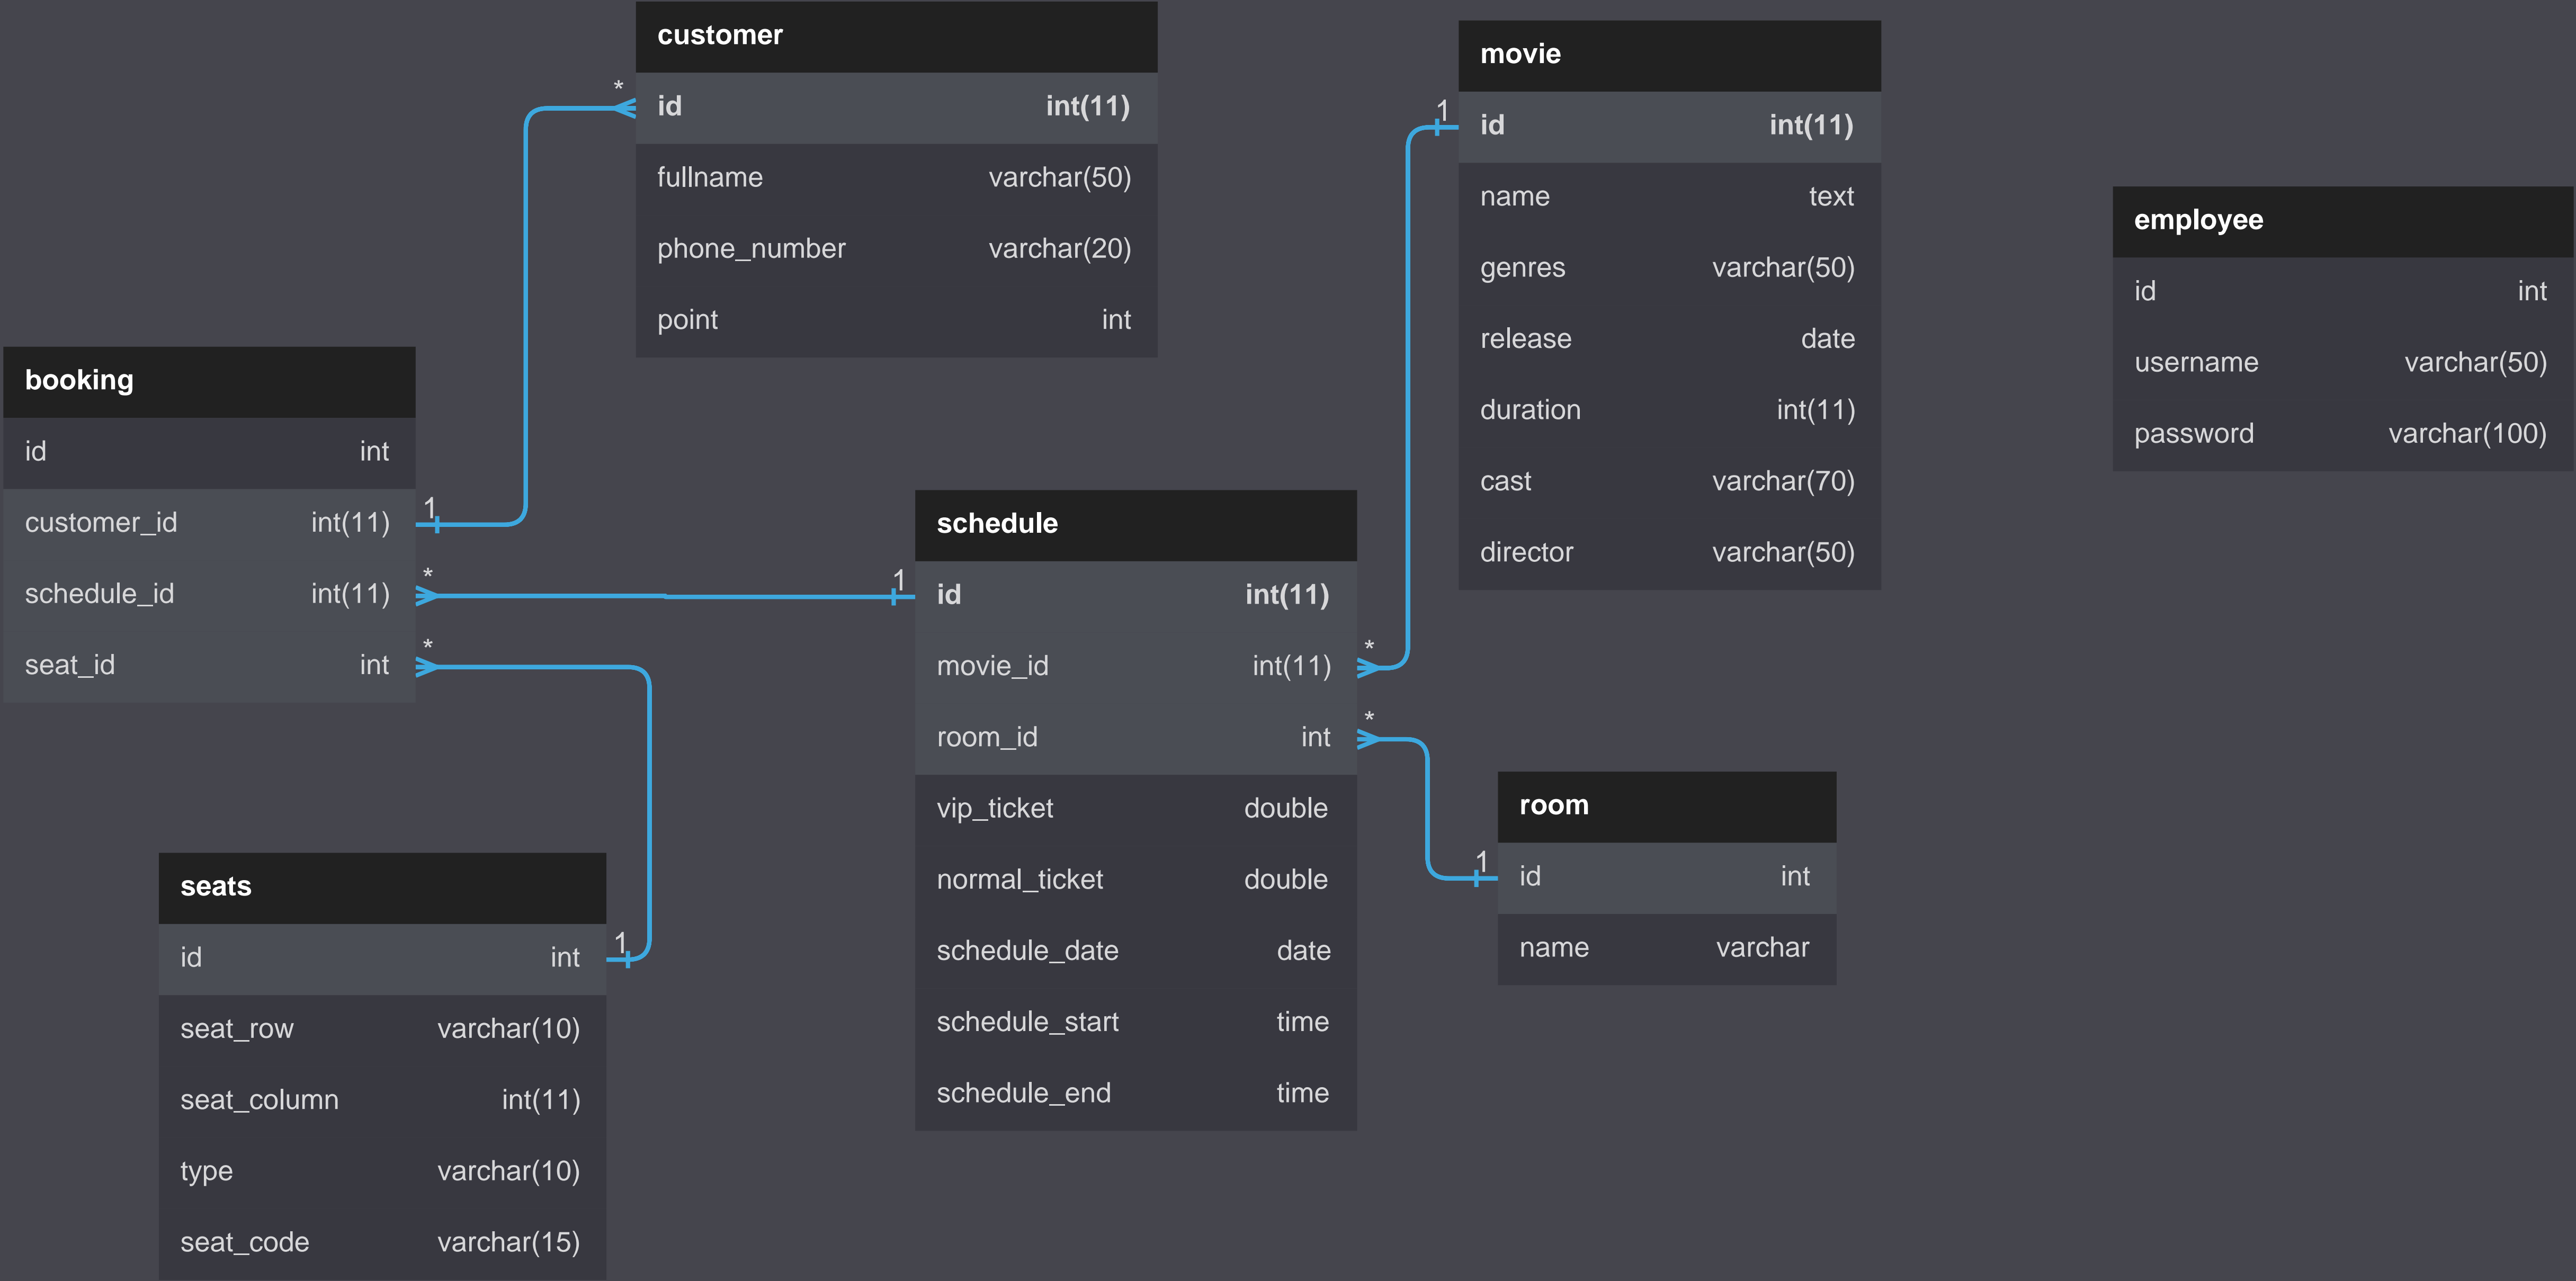 customer
* id int(11)
fullname varchar(50)
phone_number varchar(20)
point int
movie
1 id int(11)
name text
genres varchar(50)
release date
duration int(11)
cast varchar(70)
director varchar(50)
employee
id int
username varchar(50)
password varchar(100)
booking
id int
customer_id int(11) 1
schedule_id int(11) *
seat_id int *
schedule
1 id int(11)
movie_id int(11) *
room_id int *
vip_ticket double
normal_ticket double
schedule_date date
schedule_start time
schedule_end time
room
1 id int
name varchar
seats
id int 1
seat_row varchar(10)
seat_column int(11)
type varchar(10)
seat_code varchar(15)